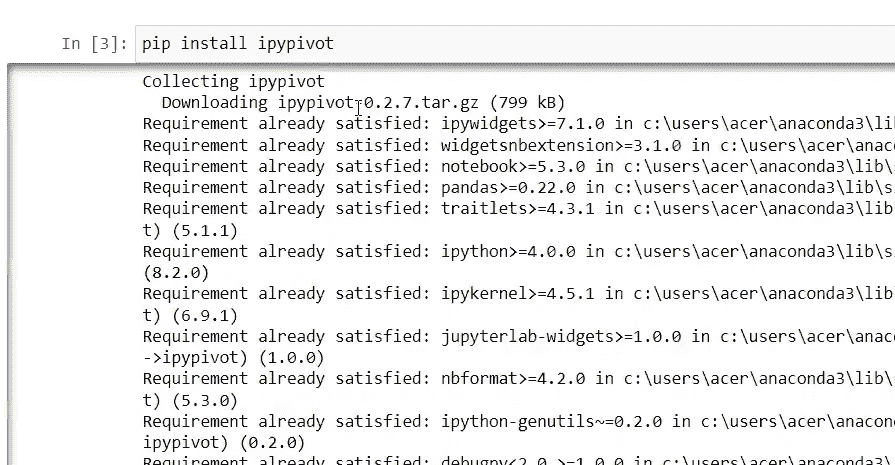 In [3]: pip install ipypivot
Collecting ipypivot
Downloading ipypivot-0.2.7.tar.gz (799 kB)
Requirement already satisfied: ipywidgets>=7.1.0 in c:\users\acer\anaconda3\li
Requirement already satisfied: widgetsnbextension>=3.1.0 in c:\users\acer\anac
Requirement already satisfied: notebook>=5.3.0 in c:\users\acer\anaconda3\lib\
Requirement already satisfied: pandas>=0.22.0 in c:\users\acer\anaconda3\lib\s
Requirement already satisfied: traitlets>=4.3.1 in c:\users\acer\anaconda3\lib
t) (5.1.1)
Requirement already satisfied: ipython>=4.0.0 in c:\users\acer\anaconda3\lib\s
(8.2.0)
Requirement already satisfied: ipykernel>=4.5.1 in c:\users\acer\anaconda3\lib
t) (6.9.1)
Requirement already satisfied: jupyterlab-widgets>=1.0.0 in c:\users\acer\anac
->ipypivot) (1.0.0)
Requirement already satisfied: nbformat>=4.2.0 in c:\users\acer\anaconda3\lib\
t) (5.3.0)
Requirement already satisfied: ipython-genutils~=0.2.0 in c:\users\acer\anacon
ipypivot) (0.2.0)
Requirement already satisfied: debugpy<2.0,>=1.0.0 in c:\users\acer\anaconda3\